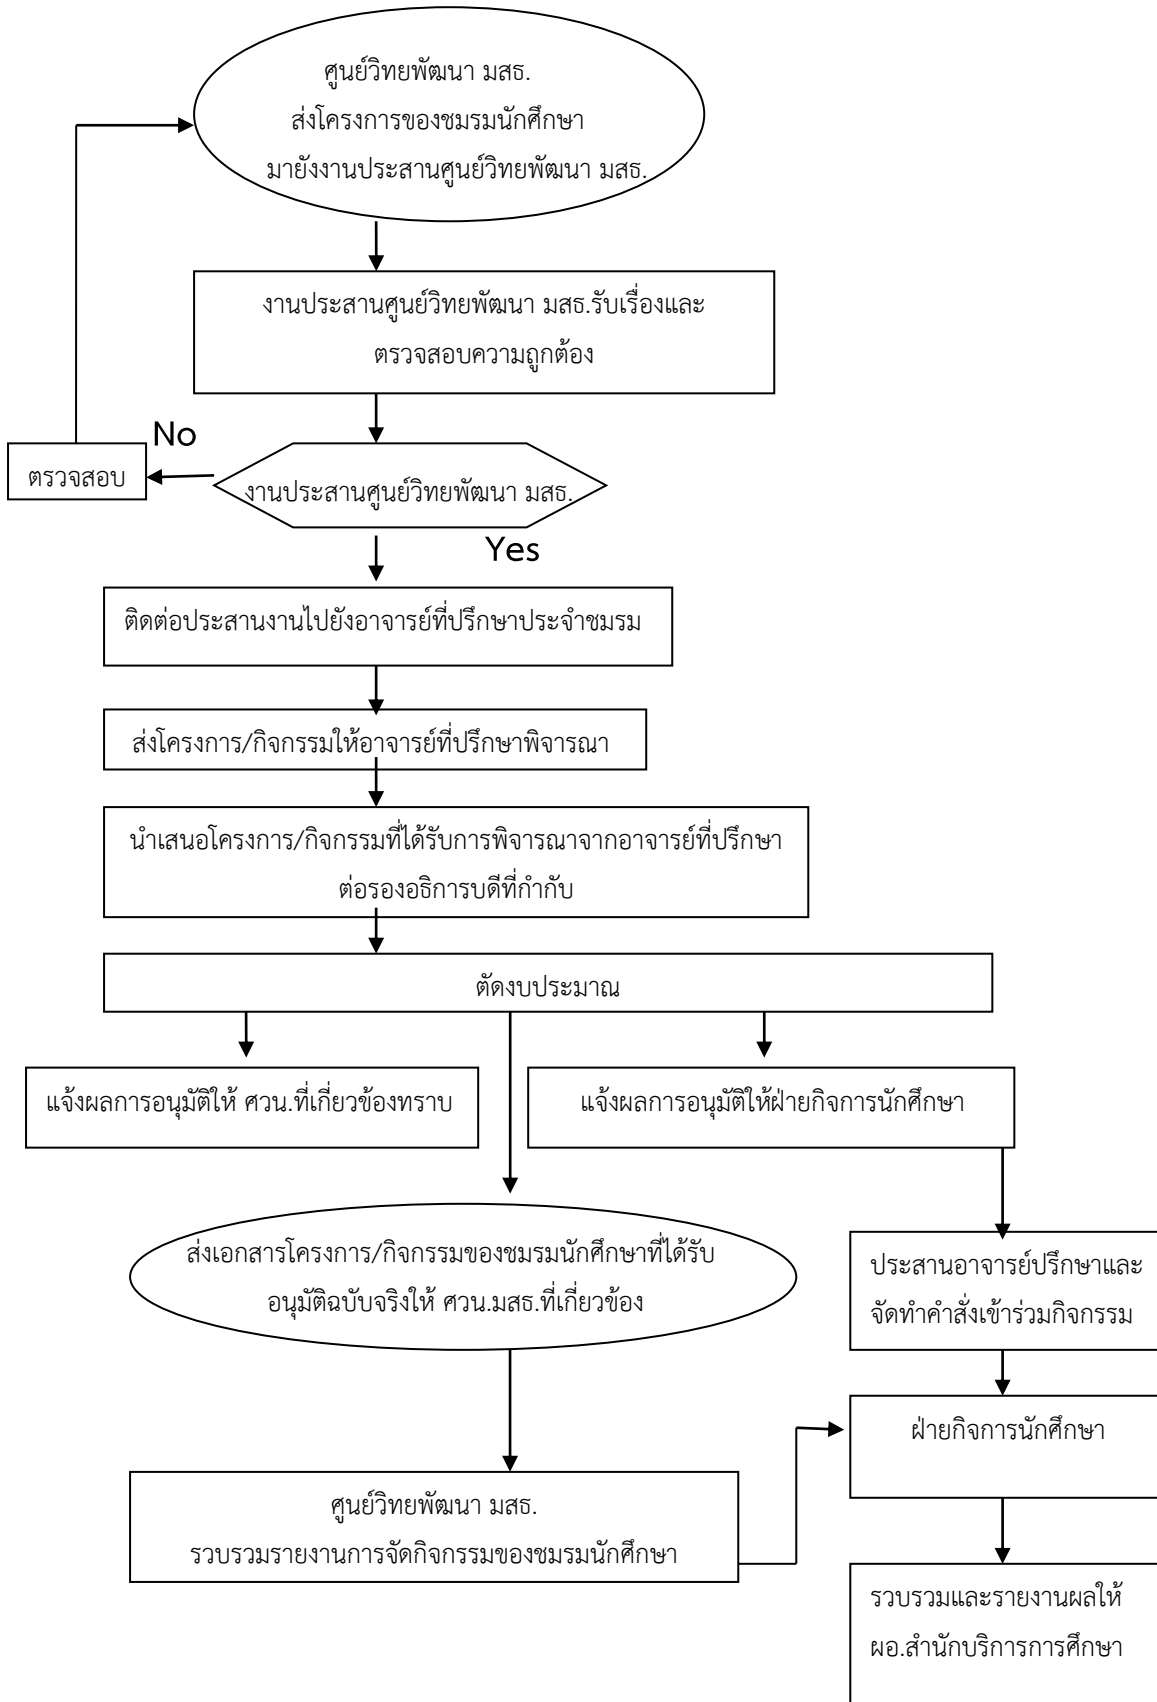 ศูนย์วิทยพัฒนา มสธ.
ส่งโครงการของชมรมนักศึกษา
มายังงานประสานศูนย์วิทยพัฒนา มสธ.
งานประสานศูนย์วิทยพัฒนา มสธ.รับเรื่องและ
ตรวจสอบความถูกต้อง
No
ตรวจสอบ
งานประสานศูนย์วิทยพัฒนา มสธ.
Yes
ติดต่อประสานงานไปยังอาจารย์ที่ปรึกษาประจำชมรม
ส่งโครงการ/กิจกรรมให้อาจารย์ที่ปรึกษาพิจารณา
นำเสนอโครงการ/กิจกรรมที่ได้รับการพิจารณาจากอาจารย์ที่ปรึกษา
ต่อรองอธิการบดีที่กำกับ
ตัดงบประมาณ
แจ้งผลการอนุมัติให้ ศวน.ที่เกี่ยวข้องทราบ
แจ้งผลการอนุมัติให้ฝ่ายกิจการนักศึกษา
ส่งเอกสารโครงการ/กิจกรรมของชมรมนักศึกษาที่ได้รับ
อนุมัติฉบับจริงให้ ศวน.มสธ.ที่เกี่ยวข้อง
ประสานอาจารย์ปรึกษาและ
จัดทำคำสั่งเข้าร่วมกิจกรรม
ฝ่ายกิจการนักศึกษา
ศูนย์วิทยพัฒนา มสธ.
รวบรวมรายงานการจัดกิจกรรมของชมรมนักศึกษา
รวบรวมและรายงานผลให้
ผอ.สำนักบริการการศึกษา